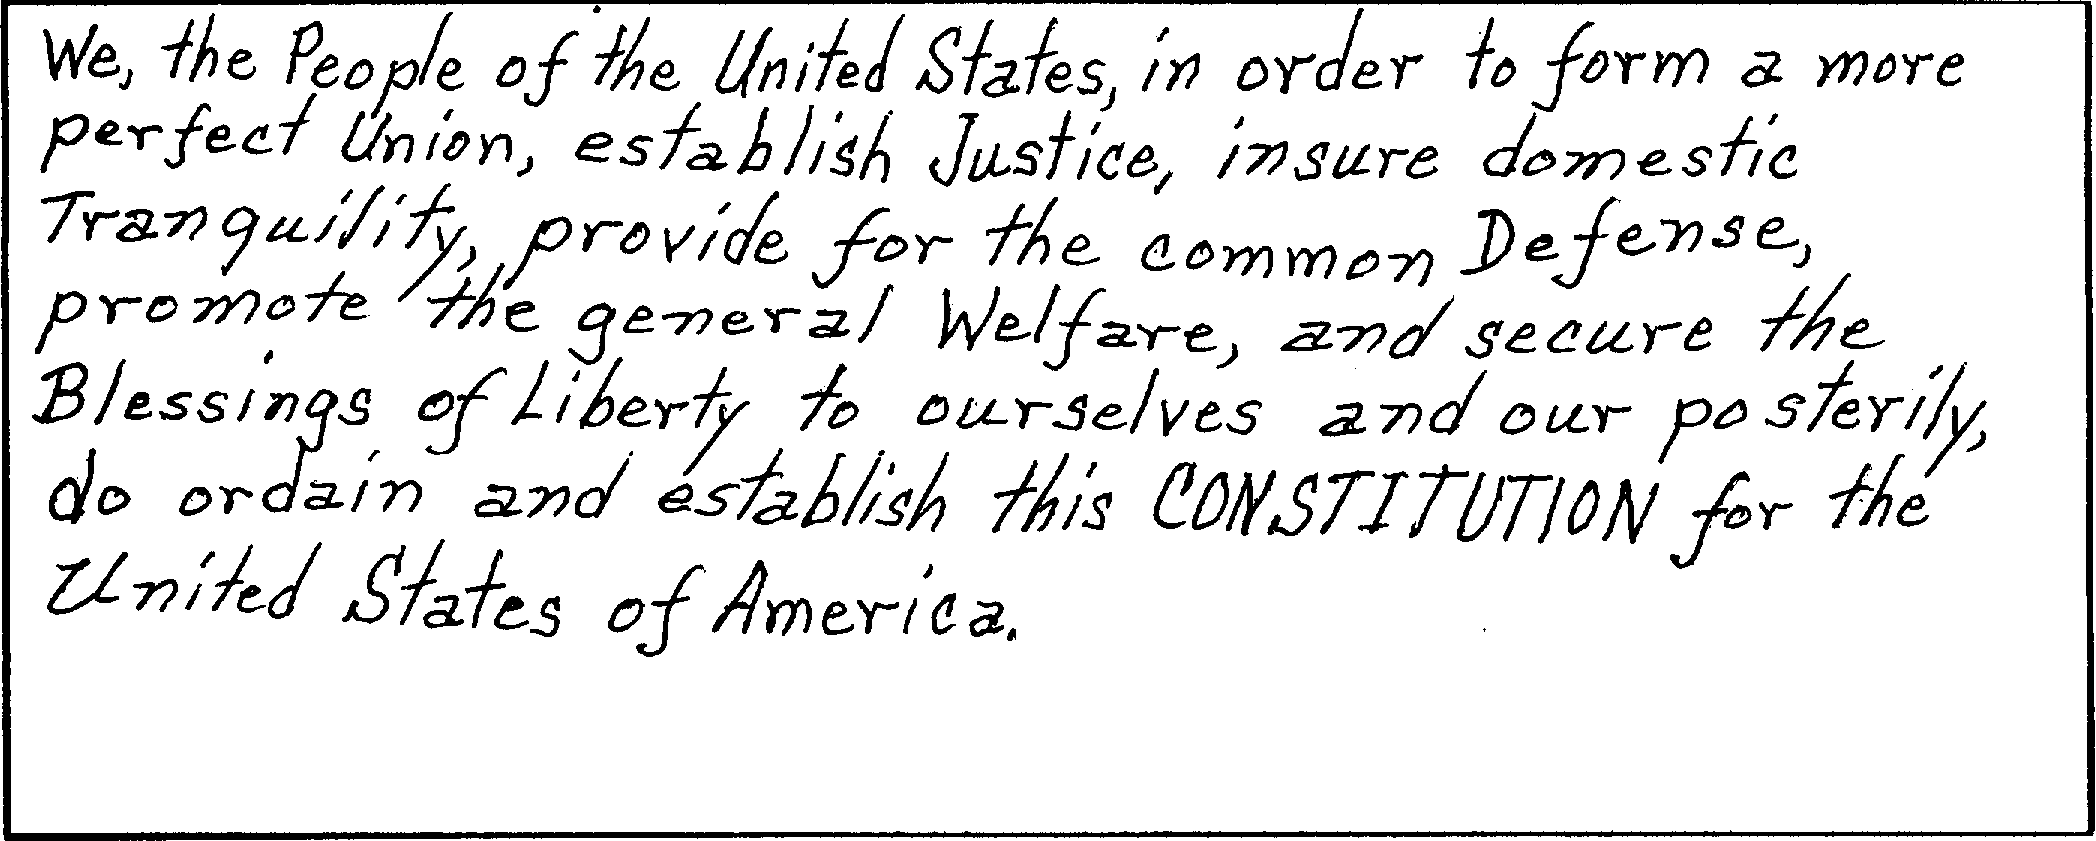 We, the People of the United States, in order to form a more
perfect Union, establish Justice, insure domestic
Tranquility, provide for the common Defense,
promote the general Welfare, and secure the
Blessings of Liberty to ourselves and our posterily,
do ordain and establish this CONSTITUTION for the
United States of America.